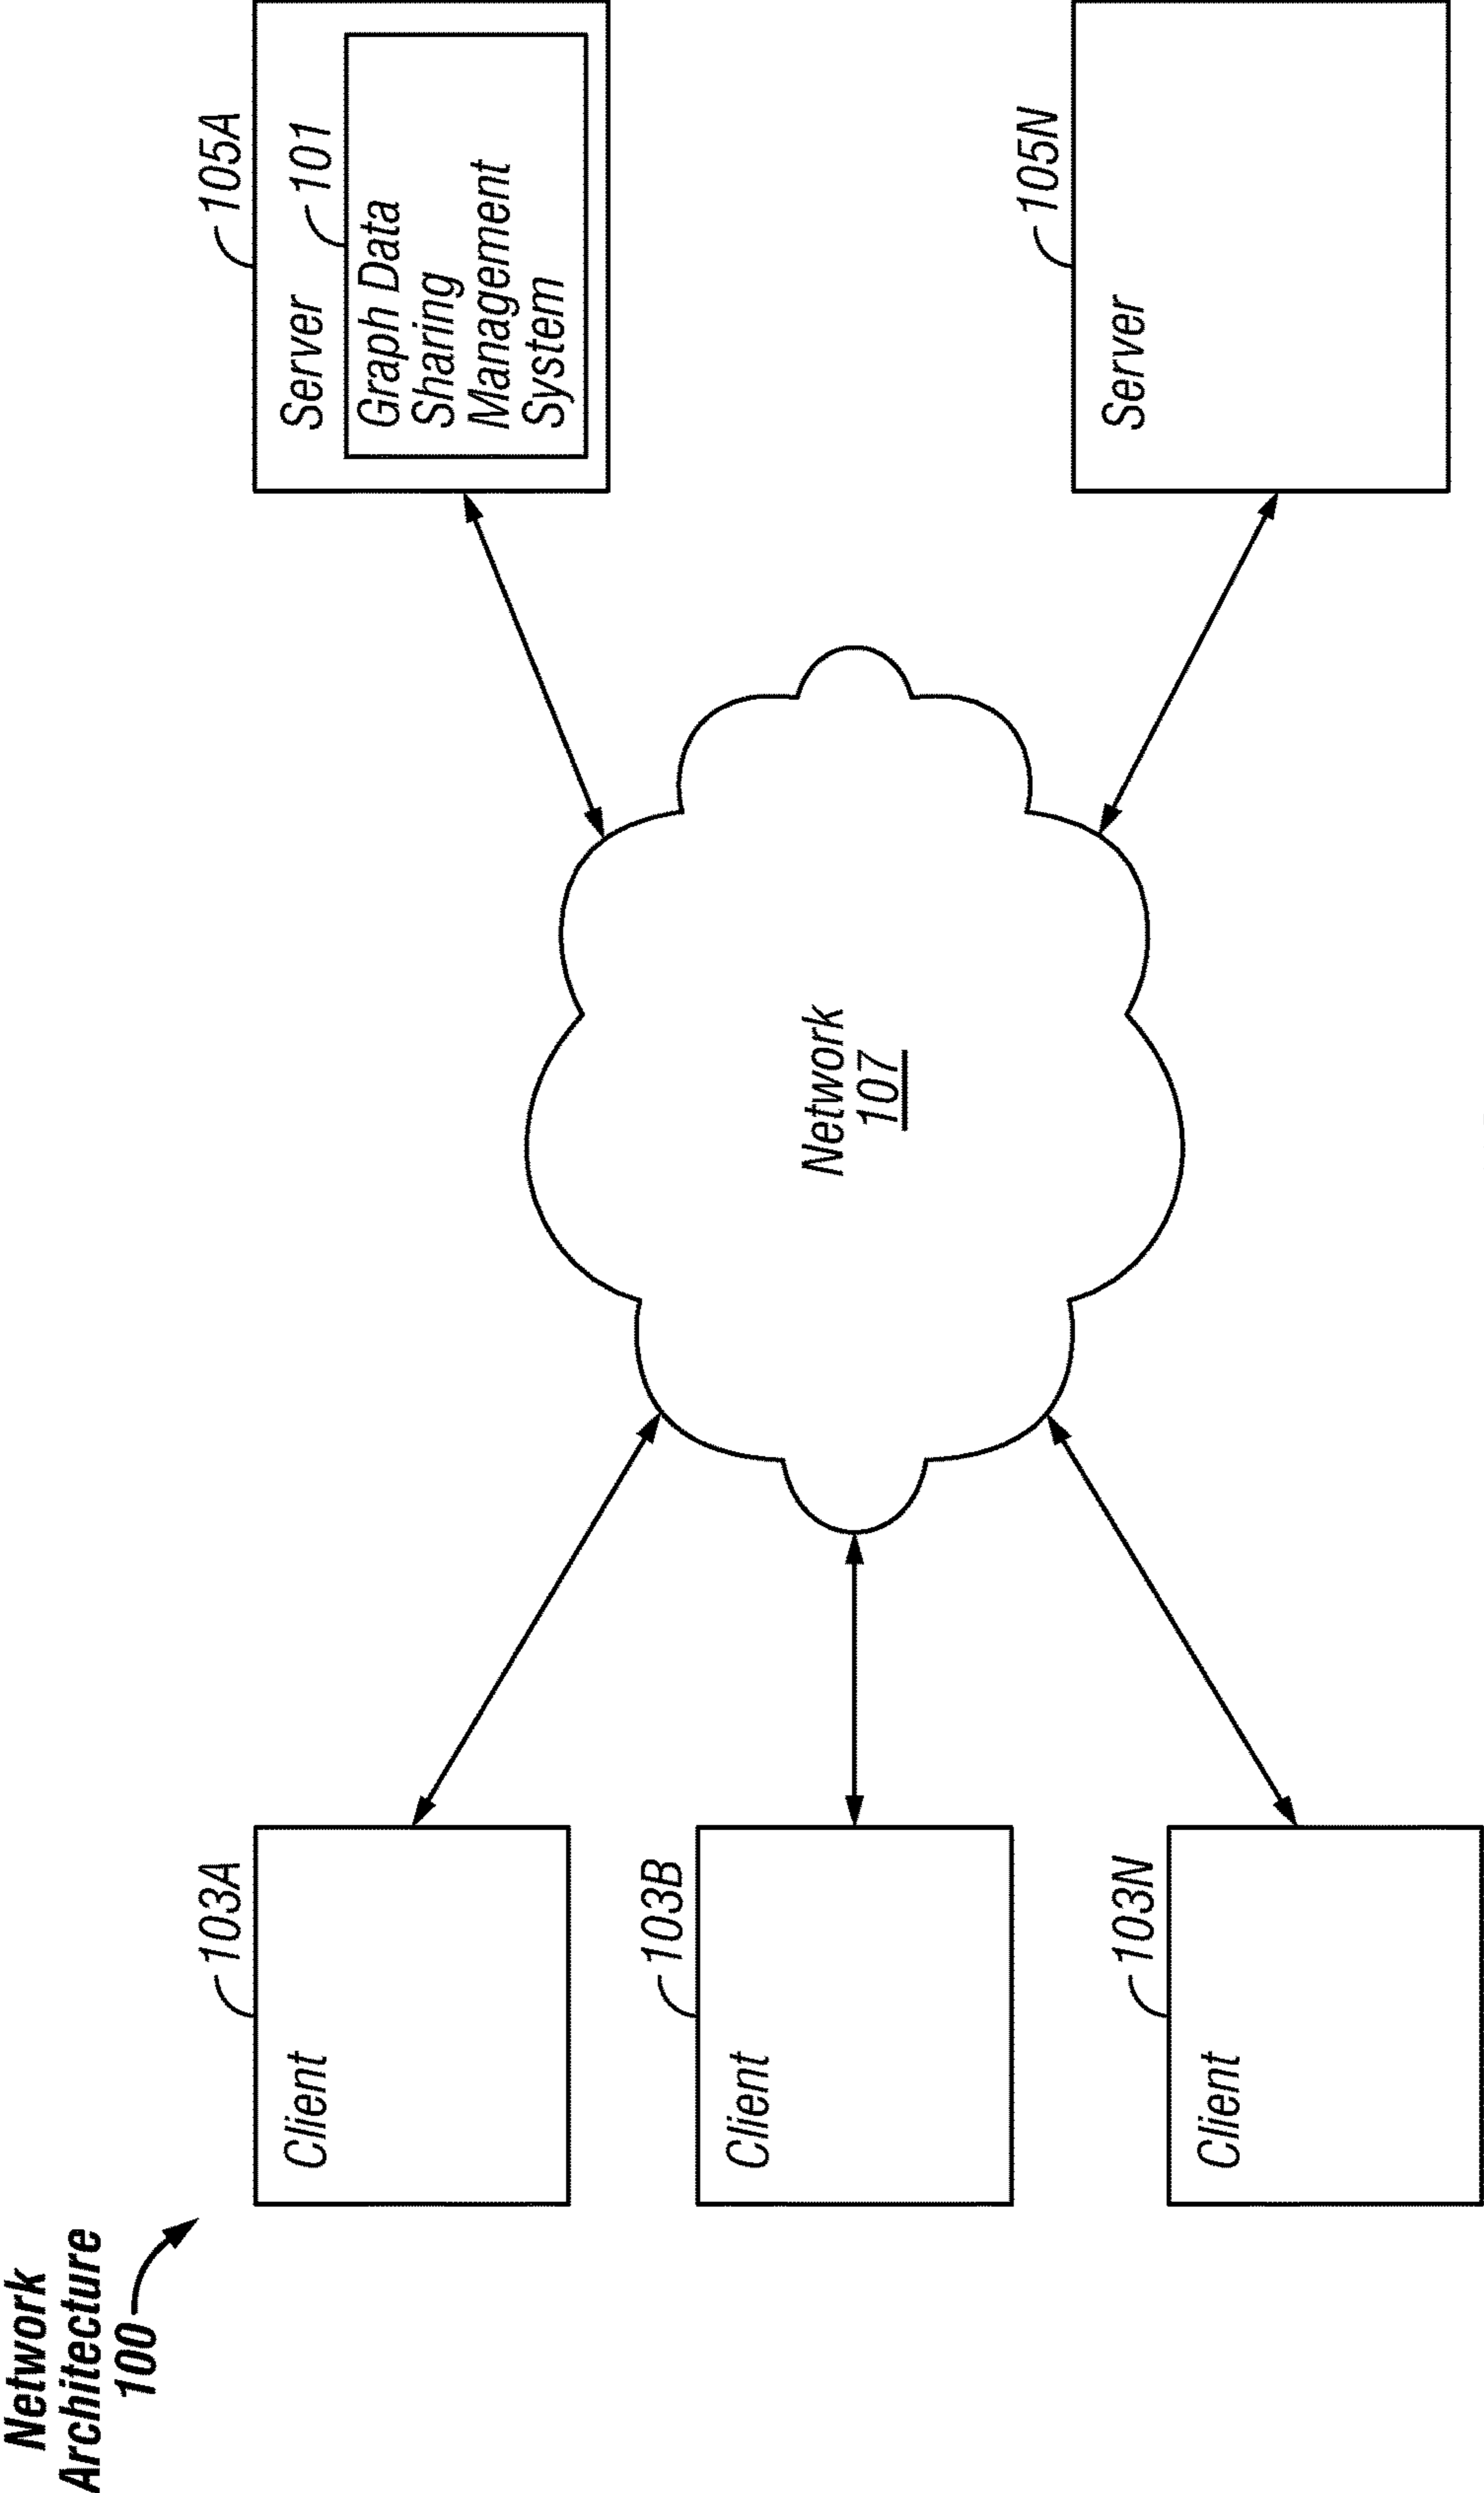 Network
Architecture
100
103A
Client
103B
Client
103N
Client
Network
107
105A
Server
101
Graph Data
Sharing
Management
System
105N
Server